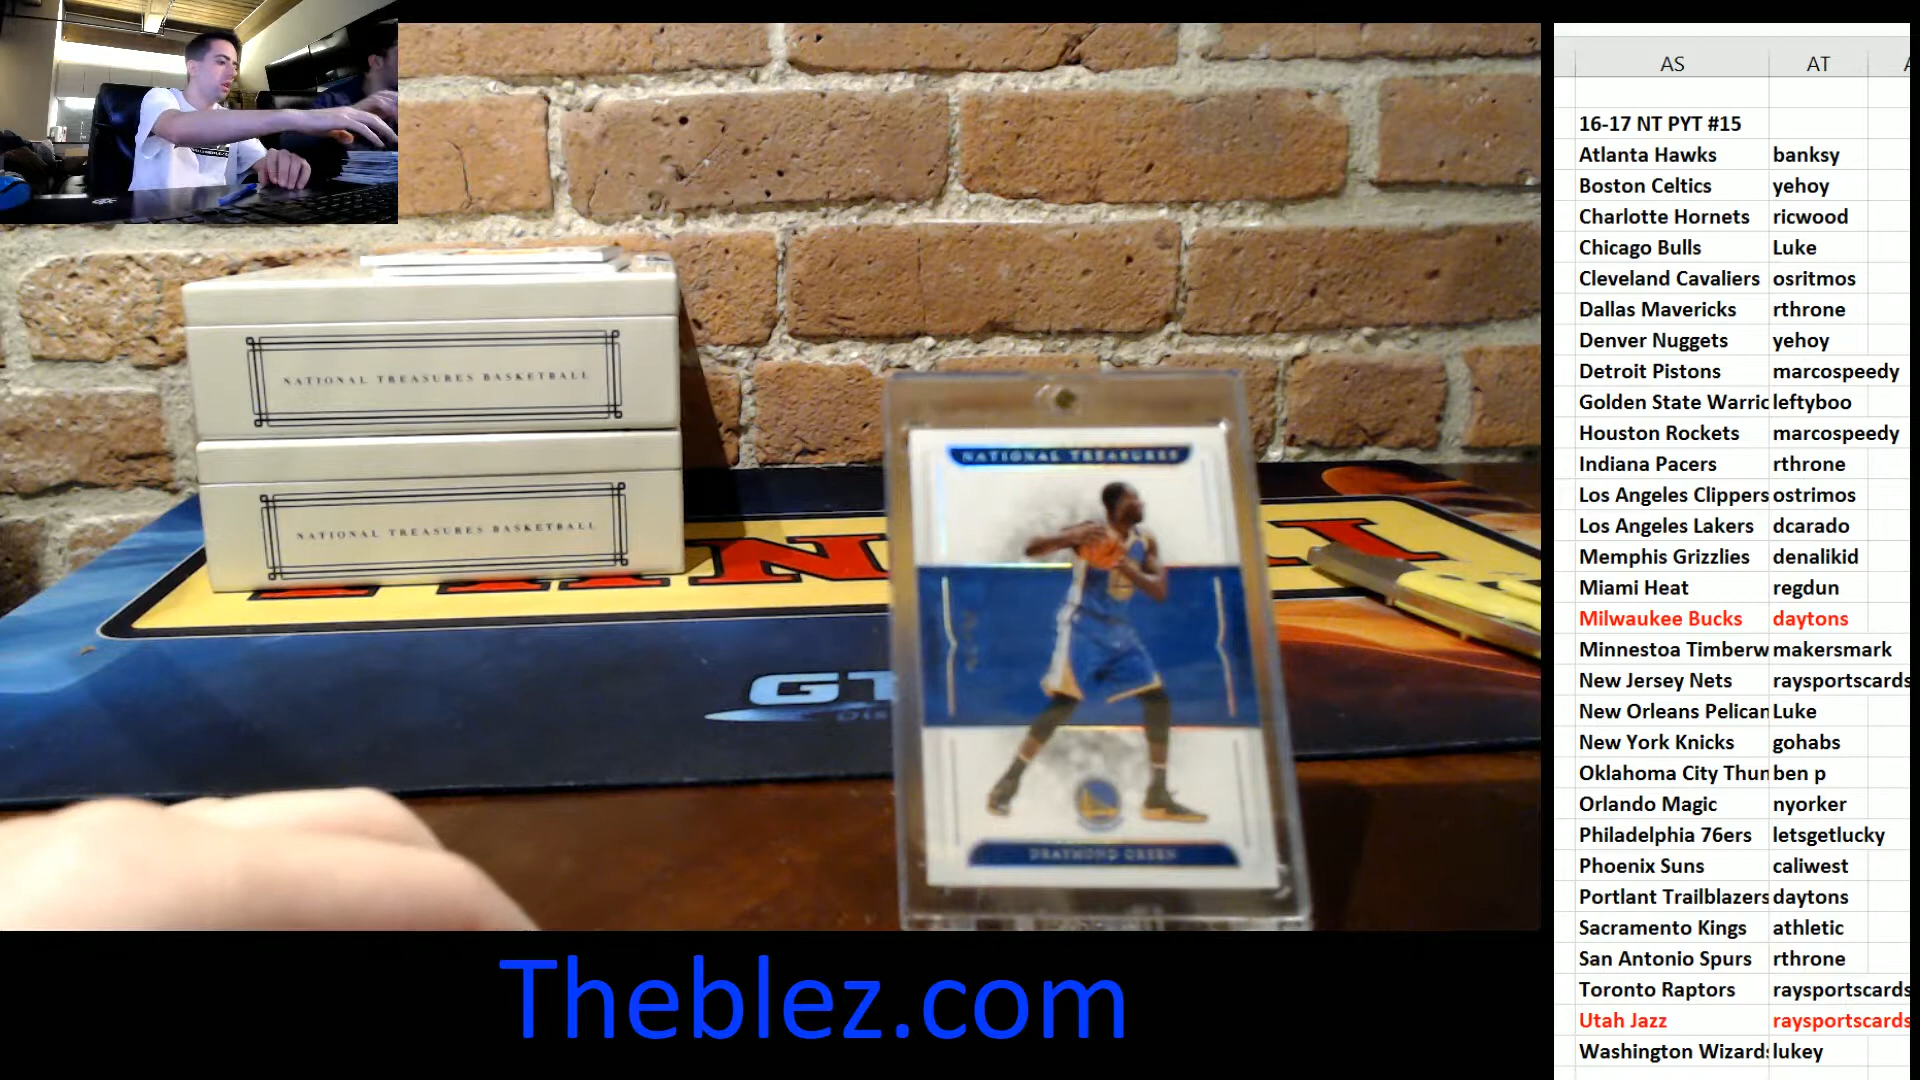 NATIONAL TREASURES BASKETBALL
NATIONAL TREASURES BASKETBALL
NATIONAL TREASURES
DRAYMOND GREEN
GT
Theblez.com
AS AT
16-17 NT PYT #15
Atlanta Hawks banksy
Boston Celtics yehoy
Charlotte Hornets ricwood
Chicago Bulls Luke
Cleveland Cavaliers osritmos
Dallas Mavericks rthrone
Denver Nuggets yehoy
Detroit Pistons marcospeedy
Golden State Warric leftyboo
Houston Rockets marcospeedy
Indiana Pacers rthrone
Los Angeles Clippers ostrimos
Los Angeles Lakers dcarado
Memphis Grizzlies denalikid
Miami Heat regdun
Milwaukee Bucks daytons
Minnestoa Timberw makersmark
New Jersey Nets raysportscards
New Orleans Pelican Luke
New York Knicks gohabs
Oklahoma City Thun ben p
Orlando Magic nyorker
Philadelphia 76ers letsgetlucky
Phoenix Suns caliwest
Portlant Trailblazers daytons
Sacramento Kings athletic
San Antonio Spurs rthrone
Toronto Raptors raysportscards
Utah Jazz raysportscards
Washington Wizards lukey